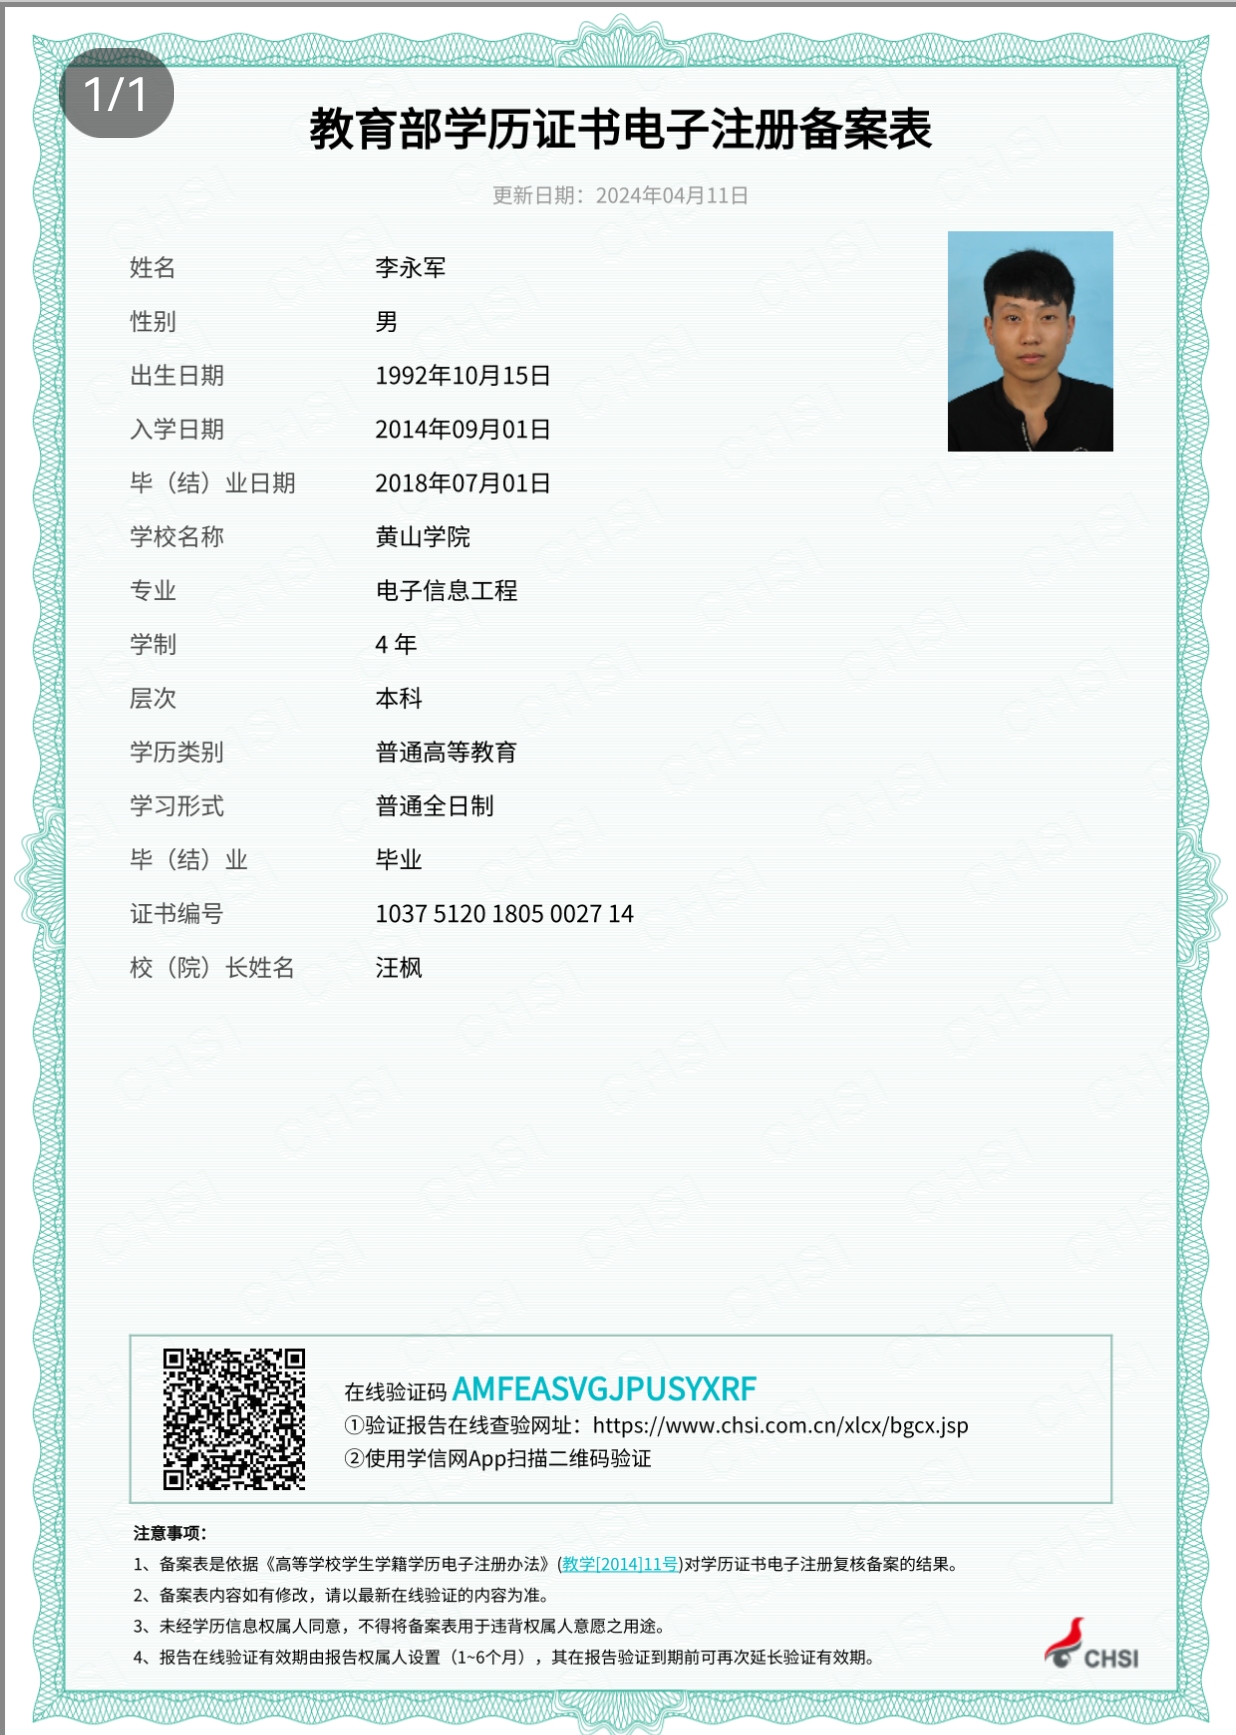 1/1
教育部学历证书电子注册备案表
更新日期：2024年04月11日
姓名 李永军
性别 男
出生日期 1992年10月15日
入学日期 2014年09月01日
毕（结）业日期 2018年07月01日
学校名称 黄山学院
专业 电子信息工程
学制 4 年
层次 本科
学历类别 普通高等教育
学习形式 普通全日制
毕（结）业 毕业
证书编号 1037 5120 1805 0027 14
校（院）长姓名 汪枫
在线验证码 AMFEASVGJPUSYXRF
①验证报告在线查验网址：https://www.chsi.com.cn/xlcx/bgcx.jsp
②使用学信网App扫描二维码验证
注意事项：
1、备案表是依据《高等学校学生学籍学历电子注册办法》(教学[2014]11号)对学历证书电子注册复核备案的结果。
2、备案表内容如有修改，请以最新在线验证的内容为准。
3、未经学历信息权属人同意，不得将备案表用于违背权属人意愿之用途。
4、报告在线验证有效期由报告权属人设置（1~6个月），其在报告验证到期前可再次延长验证有效期。
CHSI